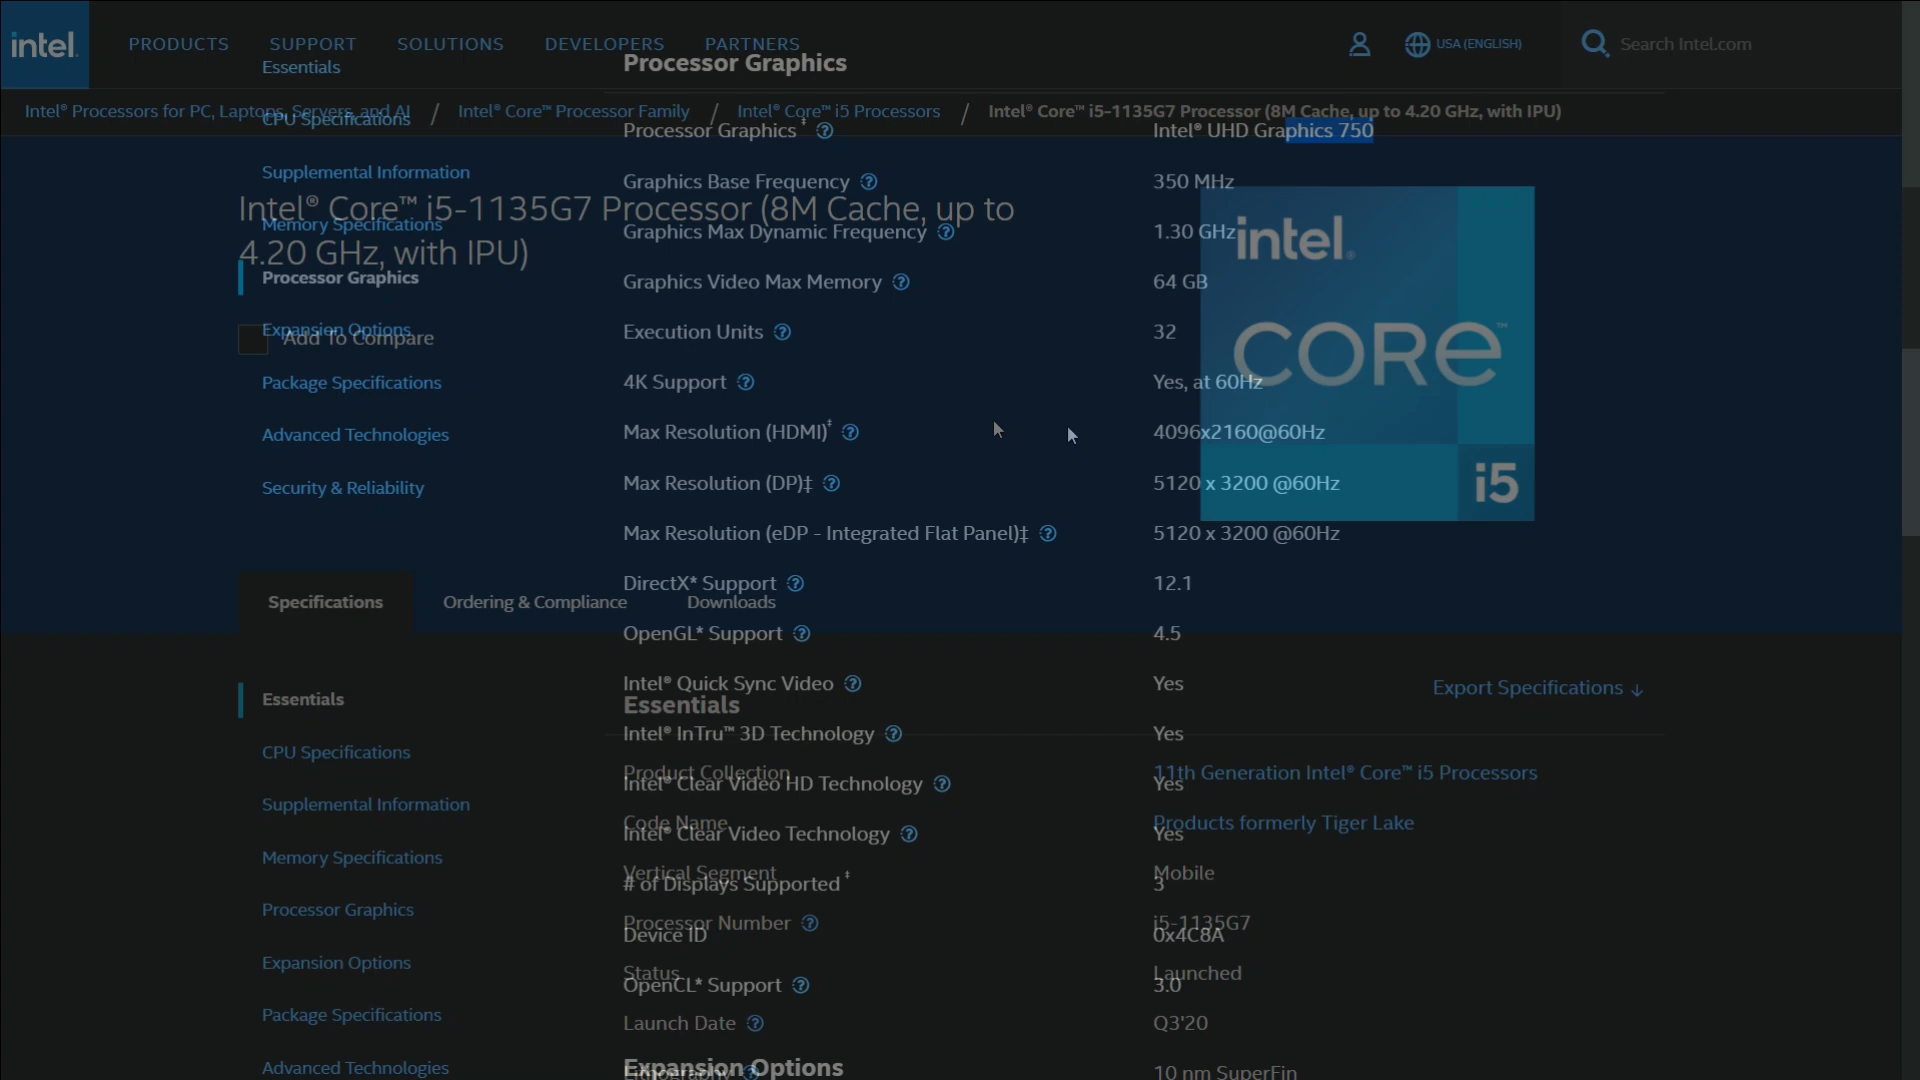 intel.
PRODUCTS SUPPORT SOLUTIONS DEVELOPERS PARTNERS
USA (ENGLISH)
Search Intel.com
Essentials
Processor Graphics
Intel® Processors for PC, Laptops, Servers, and AI / Intel® Core™ Processor Family / Intel® Core™ i5 Processors / Intel® Core™ i5-1135G7 Processor (8M Cache, up to 4.20 GHz, with IPU)
CPU Specifications
Processor Graphics ‡ Intel® UHD Graphics 750
Supplemental Information
Graphics Base Frequency 350 MHz
Intel® Core™ i5-1135G7 Processor (8M Cache, up to
4.20 GHz, with IPU)
Memory Specifications
Graphics Max Dynamic Frequency 1.30 GHz
intel.
CORE™
i5
Processor Graphics
Graphics Video Max Memory 64 GB
Expansion Options
Add To Compare
Execution Units 32
Package Specifications
4K Support Yes, at 60Hz
Advanced Technologies
Max Resolution (HDMI)‡ 4096x2160@60Hz
Security & Reliability
Max Resolution (DP)‡ 5120 x 3200 @60Hz
Max Resolution (eDP - Integrated Flat Panel)‡ 5120 x 3200 @60Hz
DirectX* Support 12.1
Specifications Ordering & Compliance Downloads
OpenGL* Support 4.5
Essentials
Intel® Quick Sync Video Yes
Export Specifications ↓
Essentials
Intel® InTru™ 3D Technology Yes
CPU Specifications
Product Collection 11th Generation Intel® Core™ i5 Processors
Intel® Clear Video HD Technology Yes
Supplemental Information
Code Name Products formerly Tiger Lake
Intel® Clear Video Technology Yes
Memory Specifications
Vertical Segment Mobile
# of Displays Supported ‡ 3
Processor Graphics
Processor Number i5-1135G7
Device ID 0x4C8A
Expansion Options
Status Launched
OpenCL* Support 3.0
Package Specifications
Launch Date Q3'20
Advanced Technologies
Expansion Options
Lithography 10 nm SuperFin